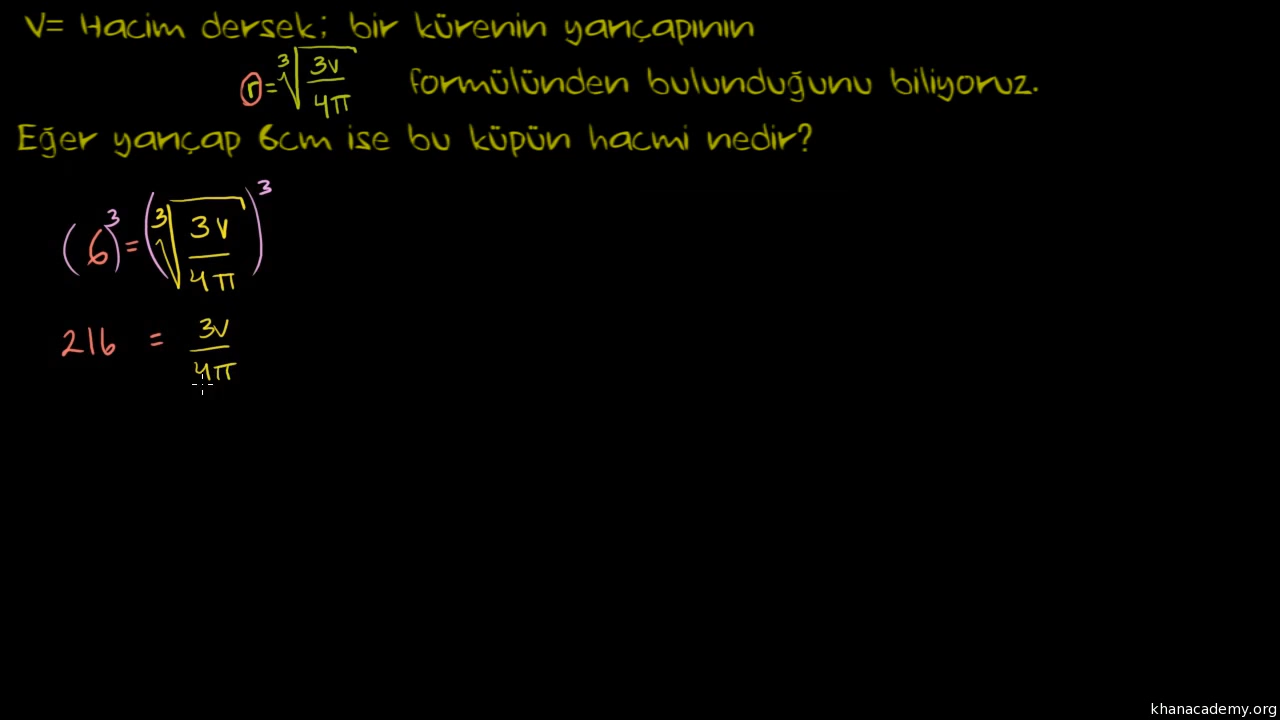 V= Hacim dersek; bir kürenin yarıçapının
r = ∛(3v/4π) formülünden bulunduğunu biliyoruz.
Eğer yarıçap 6cm ise bu küpün hacmi nedir?
(6)³ = (∛(3v/4π))³
216 = 3v/4π
khanacademy.org